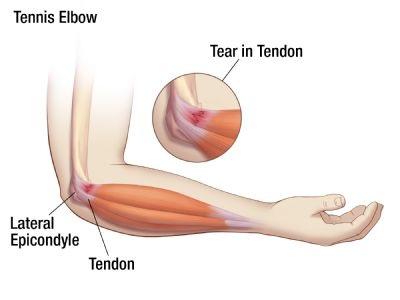 Tennis Elbow
Tear in Tendon
Lateral
Epicondyle
Tendon